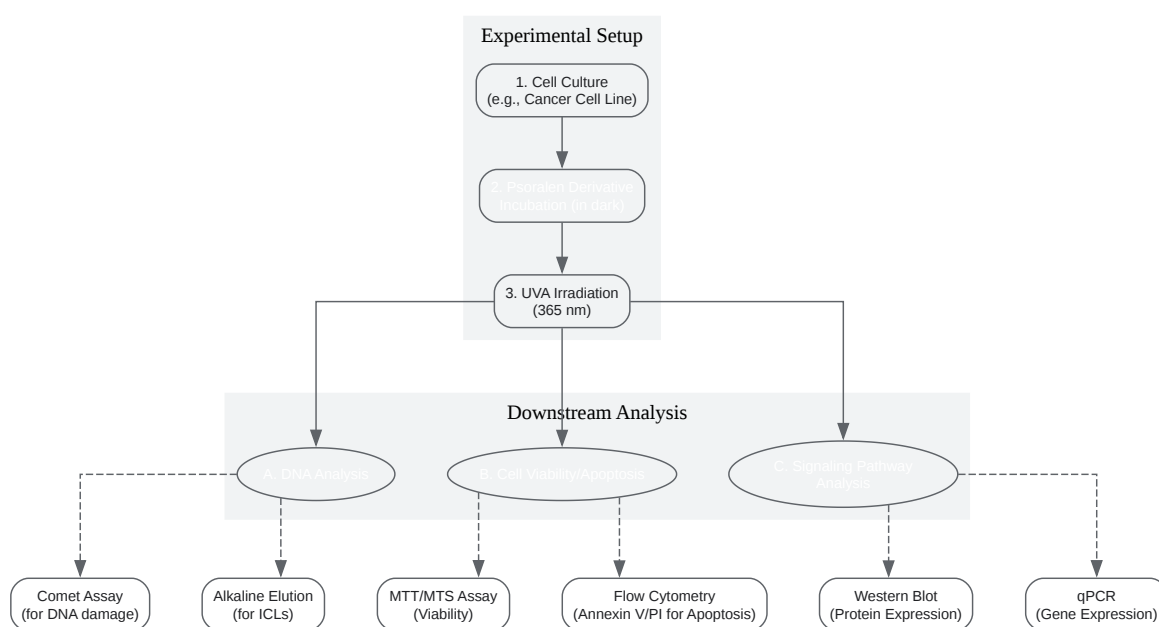 Experimental Setup
1. Cell Culture
(e.g., Cancer Cell Line)
2. Psoralen Derivative
Incubation (in dark)
3. UVA Irradiation
(365 nm)
Downstream Analysis
A. DNA Analysis
B. Cell Viability/Apoptosis
C. Signaling Pathway
Analysis
Comet Assay
(for DNA damage)
Alkaline Elution
(for ICLs)
MTT/MTS Assay
(Viability)
Flow Cytometry
(Annexin V/PI for Apoptosis)
Western Blot
(Protein Expression)
qPCR
(Gene Expression)